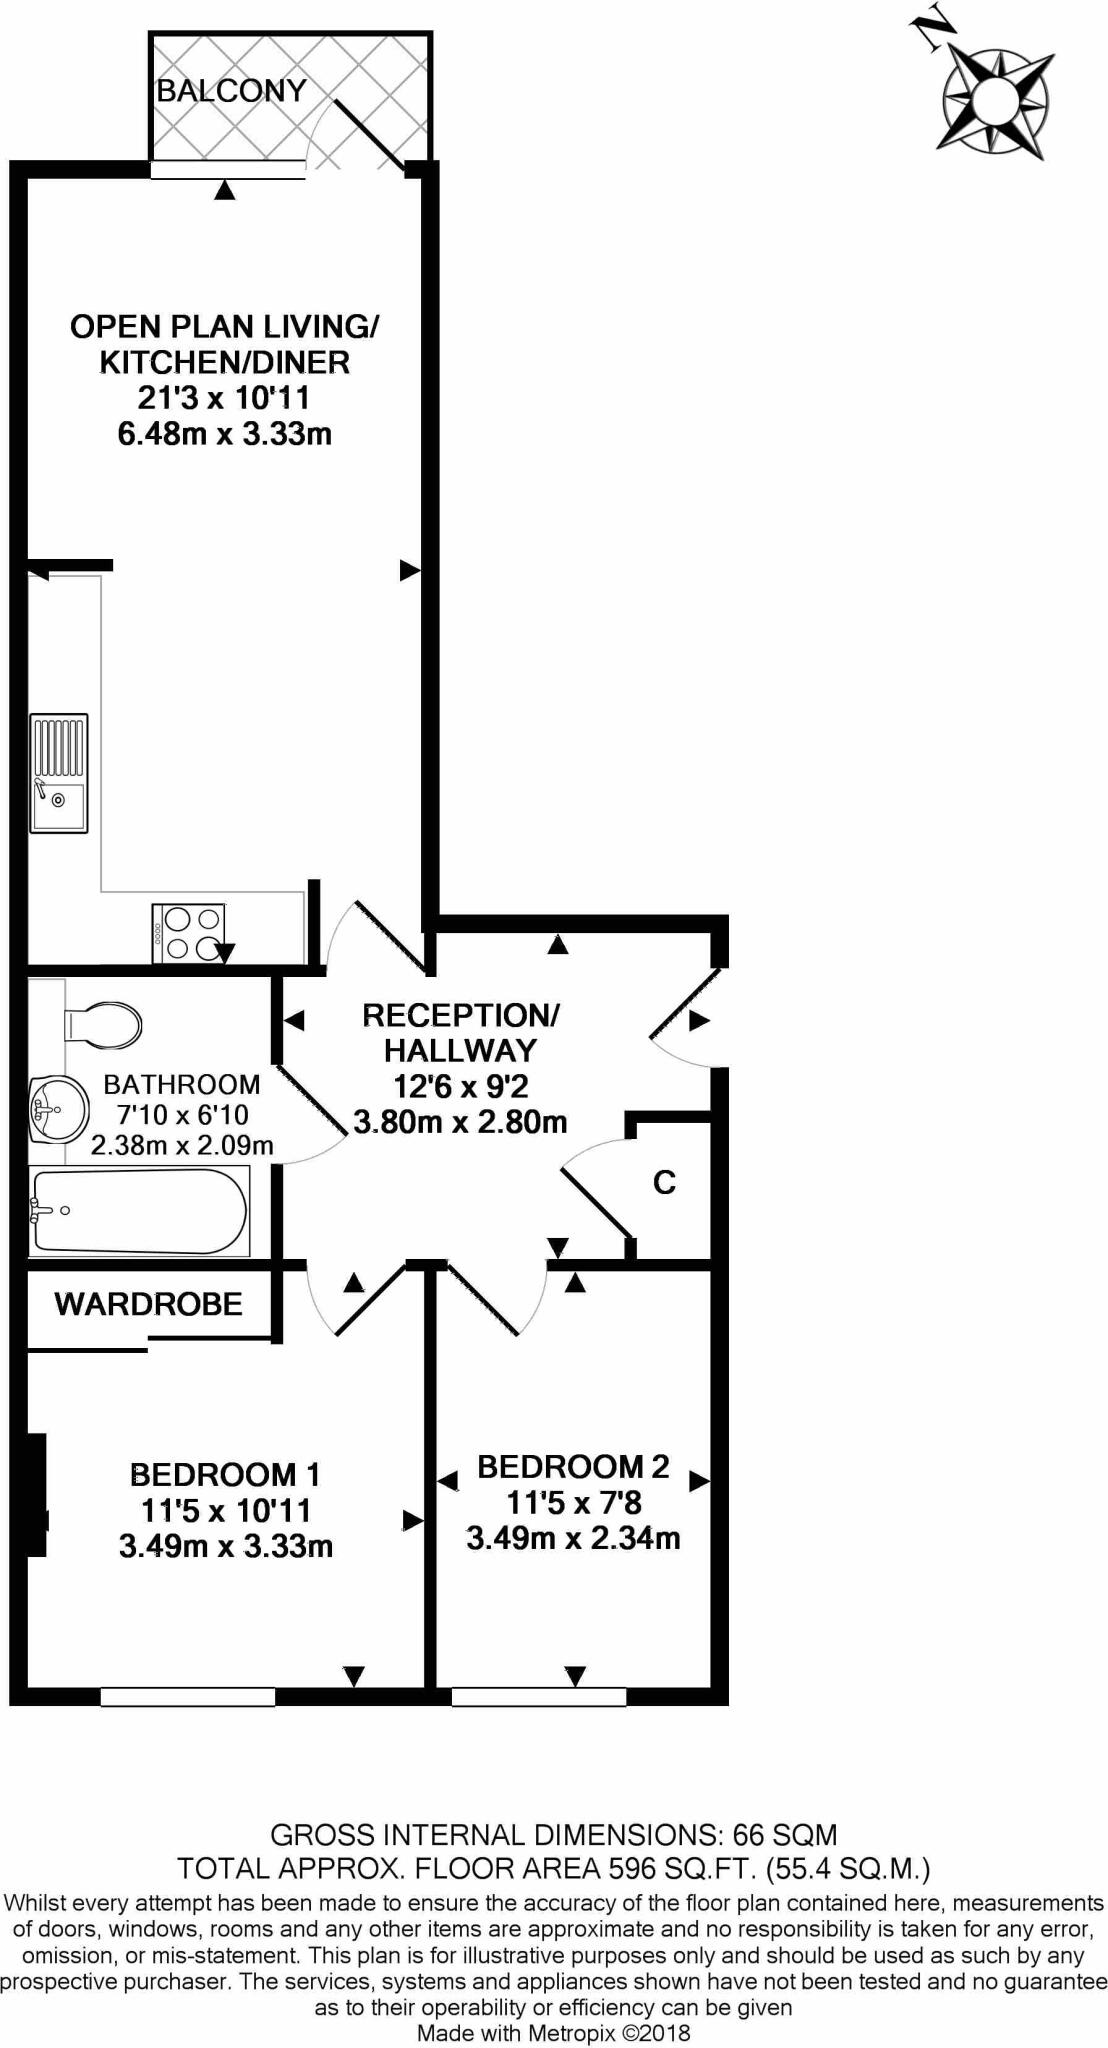 N
BALCONY
OPEN PLAN LIVING/
KITCHEN/DINER
21'3 x 10'11
6.48m x 3.33m
RECEPTION/
HALLWAY
12'6 x 9'2
3.80m x 2.80m
BATHROOM
7'10 x 6'10
2.38m x 2.09m
C
WARDROBE
BEDROOM 1
11'5 x 10'11
3.49m x 3.33m
BEDROOM 2
11'5 x 7'8
3.49m x 2.34m
GROSS INTERNAL DIMENSIONS: 66 SQM
TOTAL APPROX. FLOOR AREA 596 SQ.FT. (55.4 SQ.M.)
Whilst every attempt has been made to ensure the accuracy of the floor plan contained here, measurements
of doors, windows, rooms and any other items are approximate and no responsibility is taken for any error,
omission, or mis-statement. This plan is for illustrative purposes only and should be used as such by any
prospective purchaser. The services, systems and appliances shown have not been tested and no guarantee
as to their operability or efficiency can be given
Made with Metropix ©2018